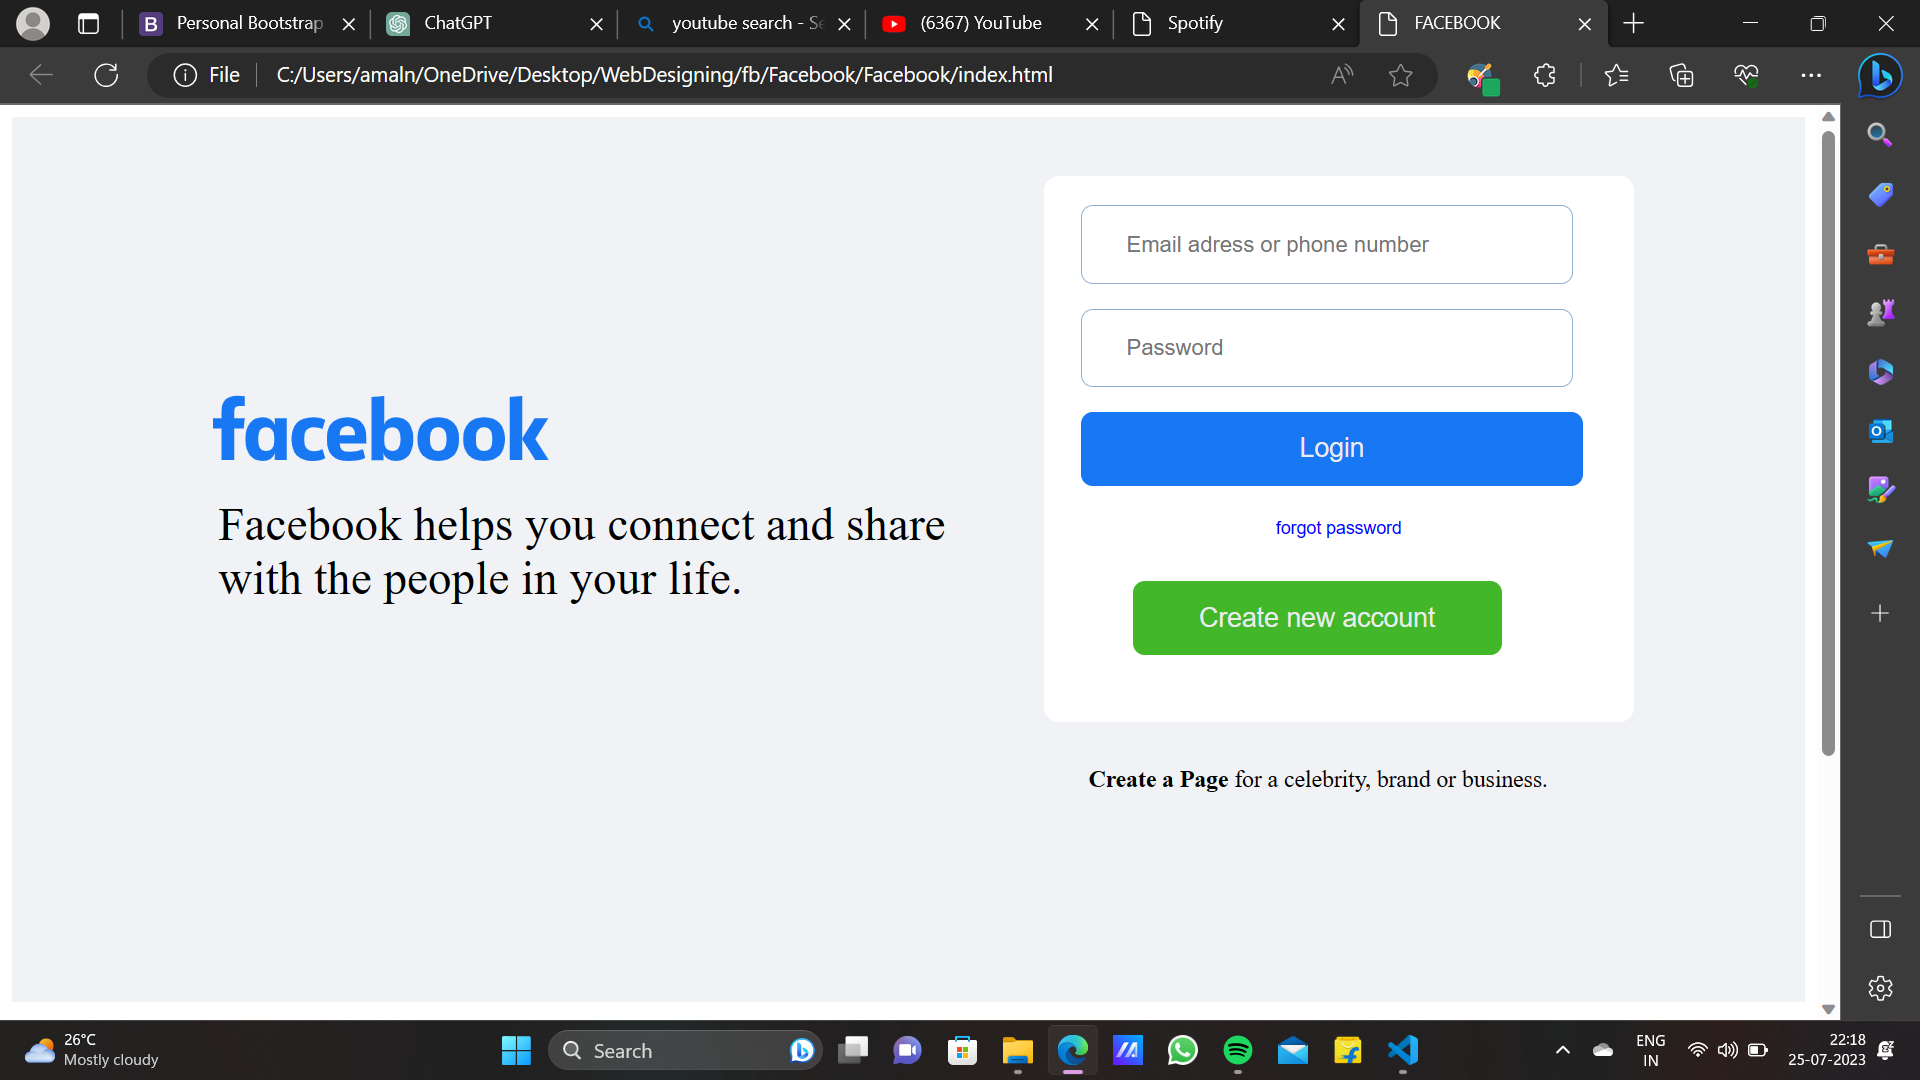 Personal Bootstrap
ChatGPT
youtube search - Se
(6367) YouTube
Spotify
FACEBOOK
File
C:/Users/amaln/OneDrive/Desktop/WebDesigning/fb/Facebook/Facebook/index.html
Email adress or phone number
Password
Login
forgot password
Create new account
facebook
Facebook helps you connect and share
with the people in your life.
Create a Page for a celebrity, brand or business.
26°C
Mostly cloudy
Search
ENG
IN
22:18
25-07-2023